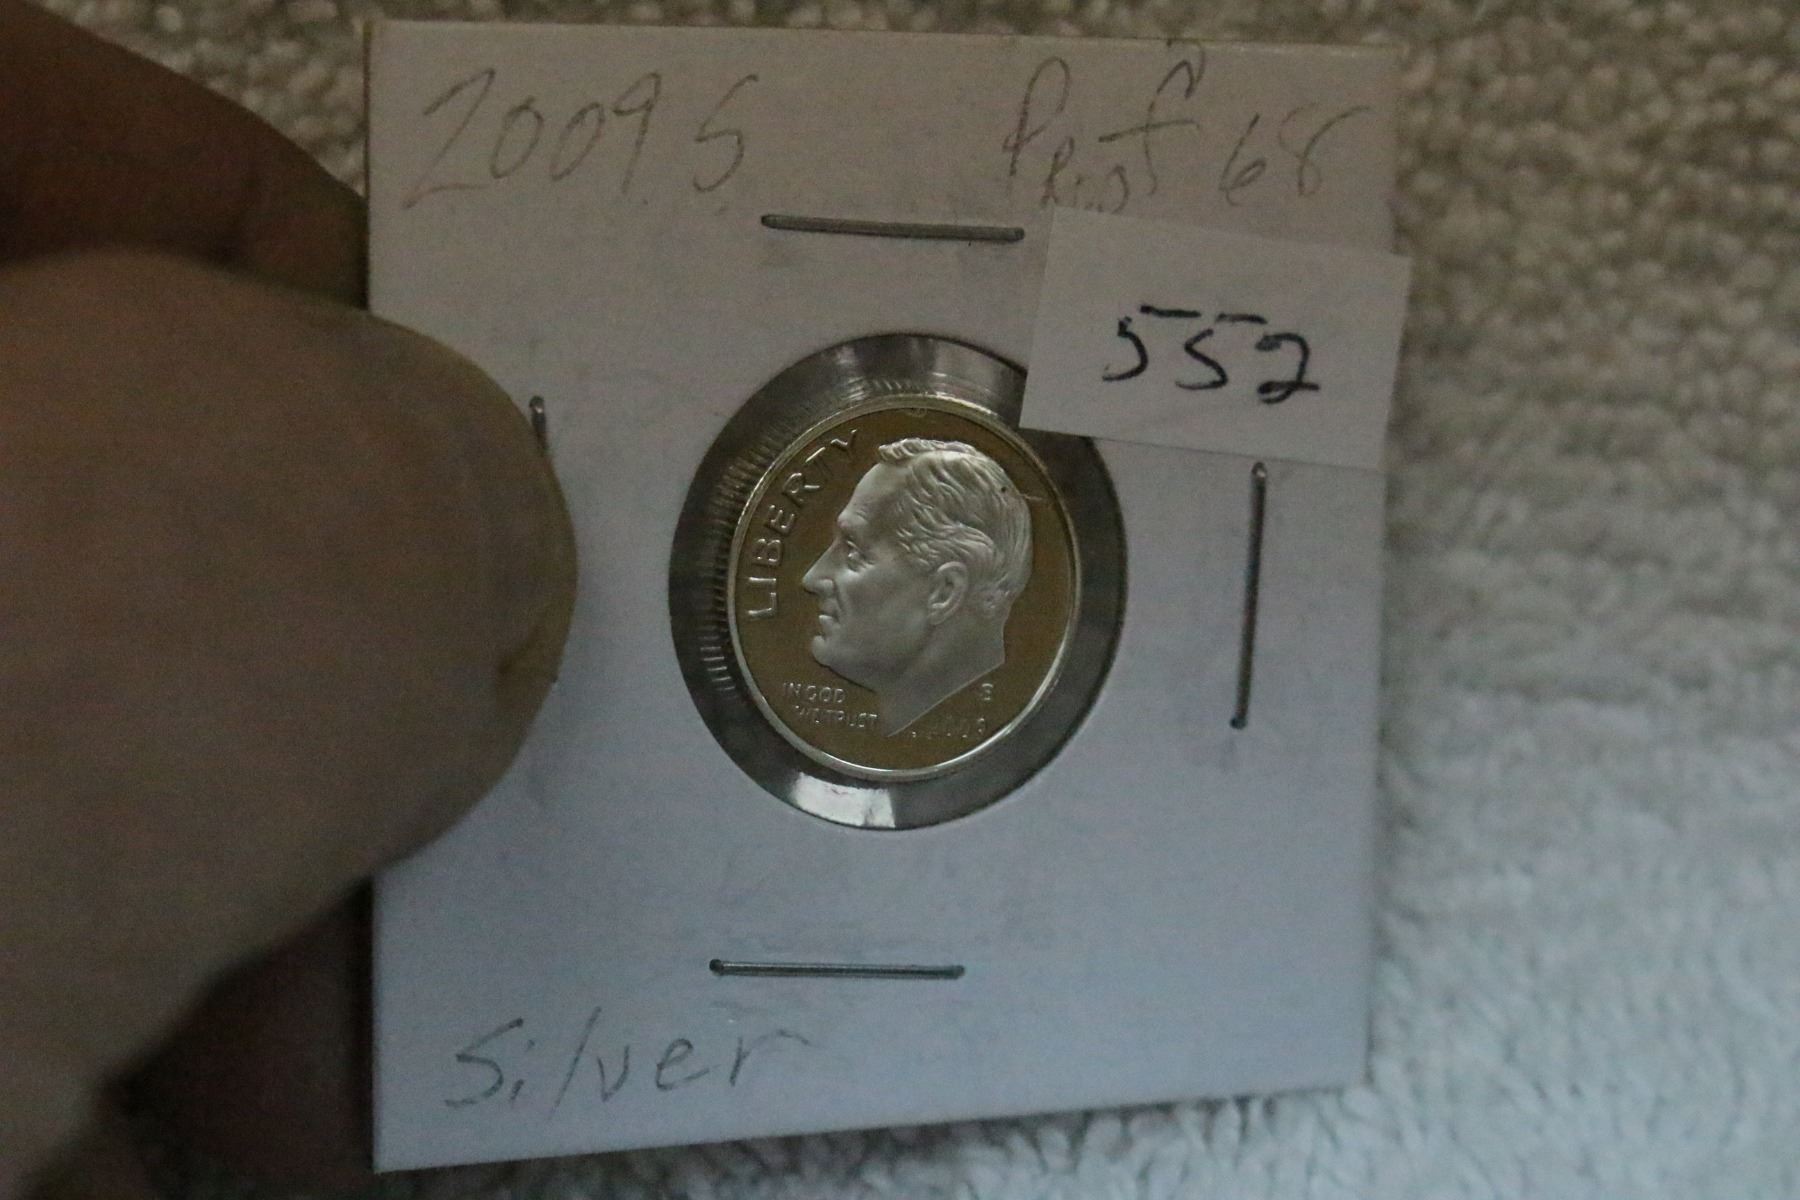 2009 S Proof 68
552
LIBERTY
IN GOD
WE TRUST
S
2009
Silver